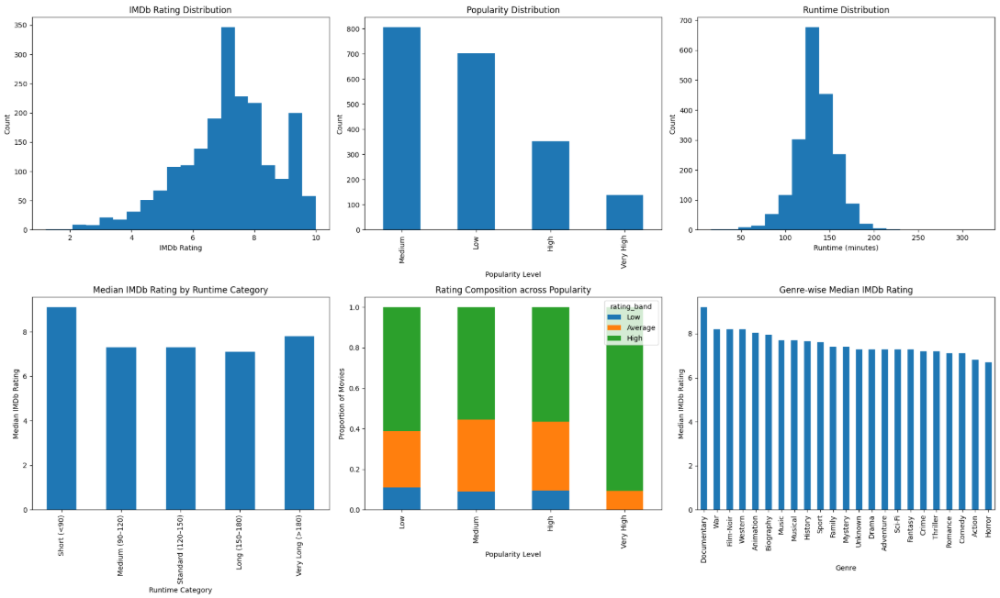 IMDb Rating Distribution
350
300
250
200
150
100
50
0
Count
2
4
6
8
10
IMDb Rating
Popularity Distribution
800
700
600
500
400
300
200
100
0
Count
Medium
Low
High
Very High
Popularity Level
Runtime Distribution
700
600
500
400
300
200
100
0
Count
50
100
150
200
250
300
Runtime (minutes)
Median IMDb Rating by Runtime Category
8
6
4
2
0
Median IMDb Rating
Short (<90)
Medium (90-120)
Standard (120-150)
Long (150-180)
Very Long (>180)
Runtime Category
Rating Composition across Popularity
1.0
0.8
0.6
0.4
0.2
0.0
Proportion of Movies
rating_band
Low
Average
High
Low
Medium
High
Very High
Popularity Level
Genre-wise Median IMDb Rating
8
6
4
2
0
Median IMDb Rating
Documentary
War
Film-Noir
Western
Animation
Biography
Music
Musical
History
Sport
Family
Mystery
Unknown
Drama
Adventure
Sci-Fi
Fantasy
Crime
Thriller
Romance
Comedy
Action
Horror
Genre